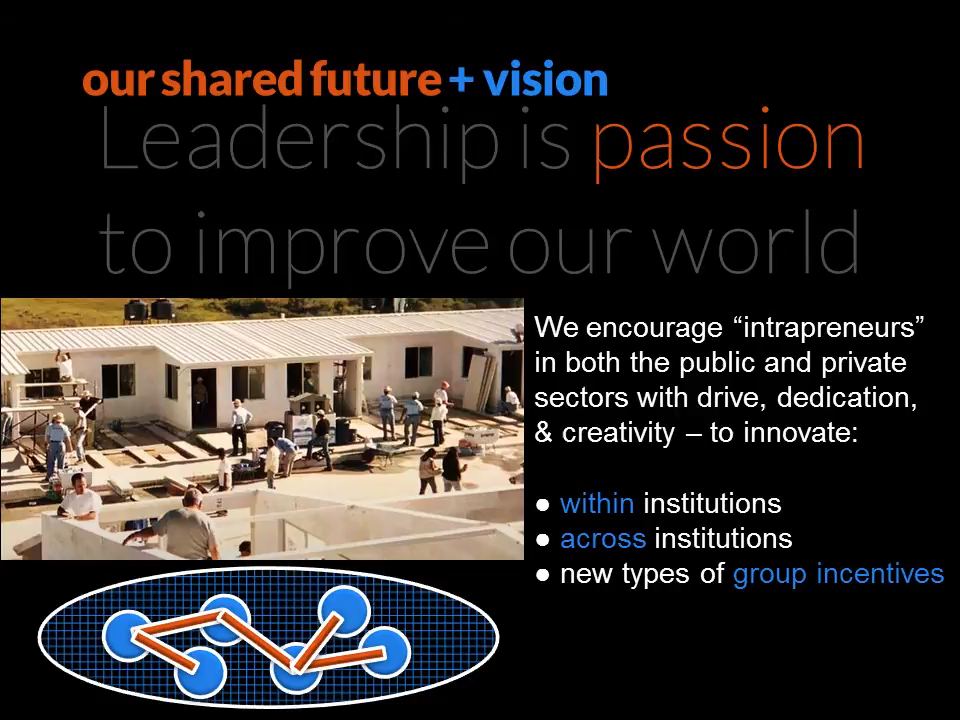 our shared future + vision
Leadership is passion
to improve our world
We encourage “intrapreneurs”
in both the public and private
sectors with drive, dedication,
& creativity – to innovate:
● within institutions
● across institutions
● new types of group incentives